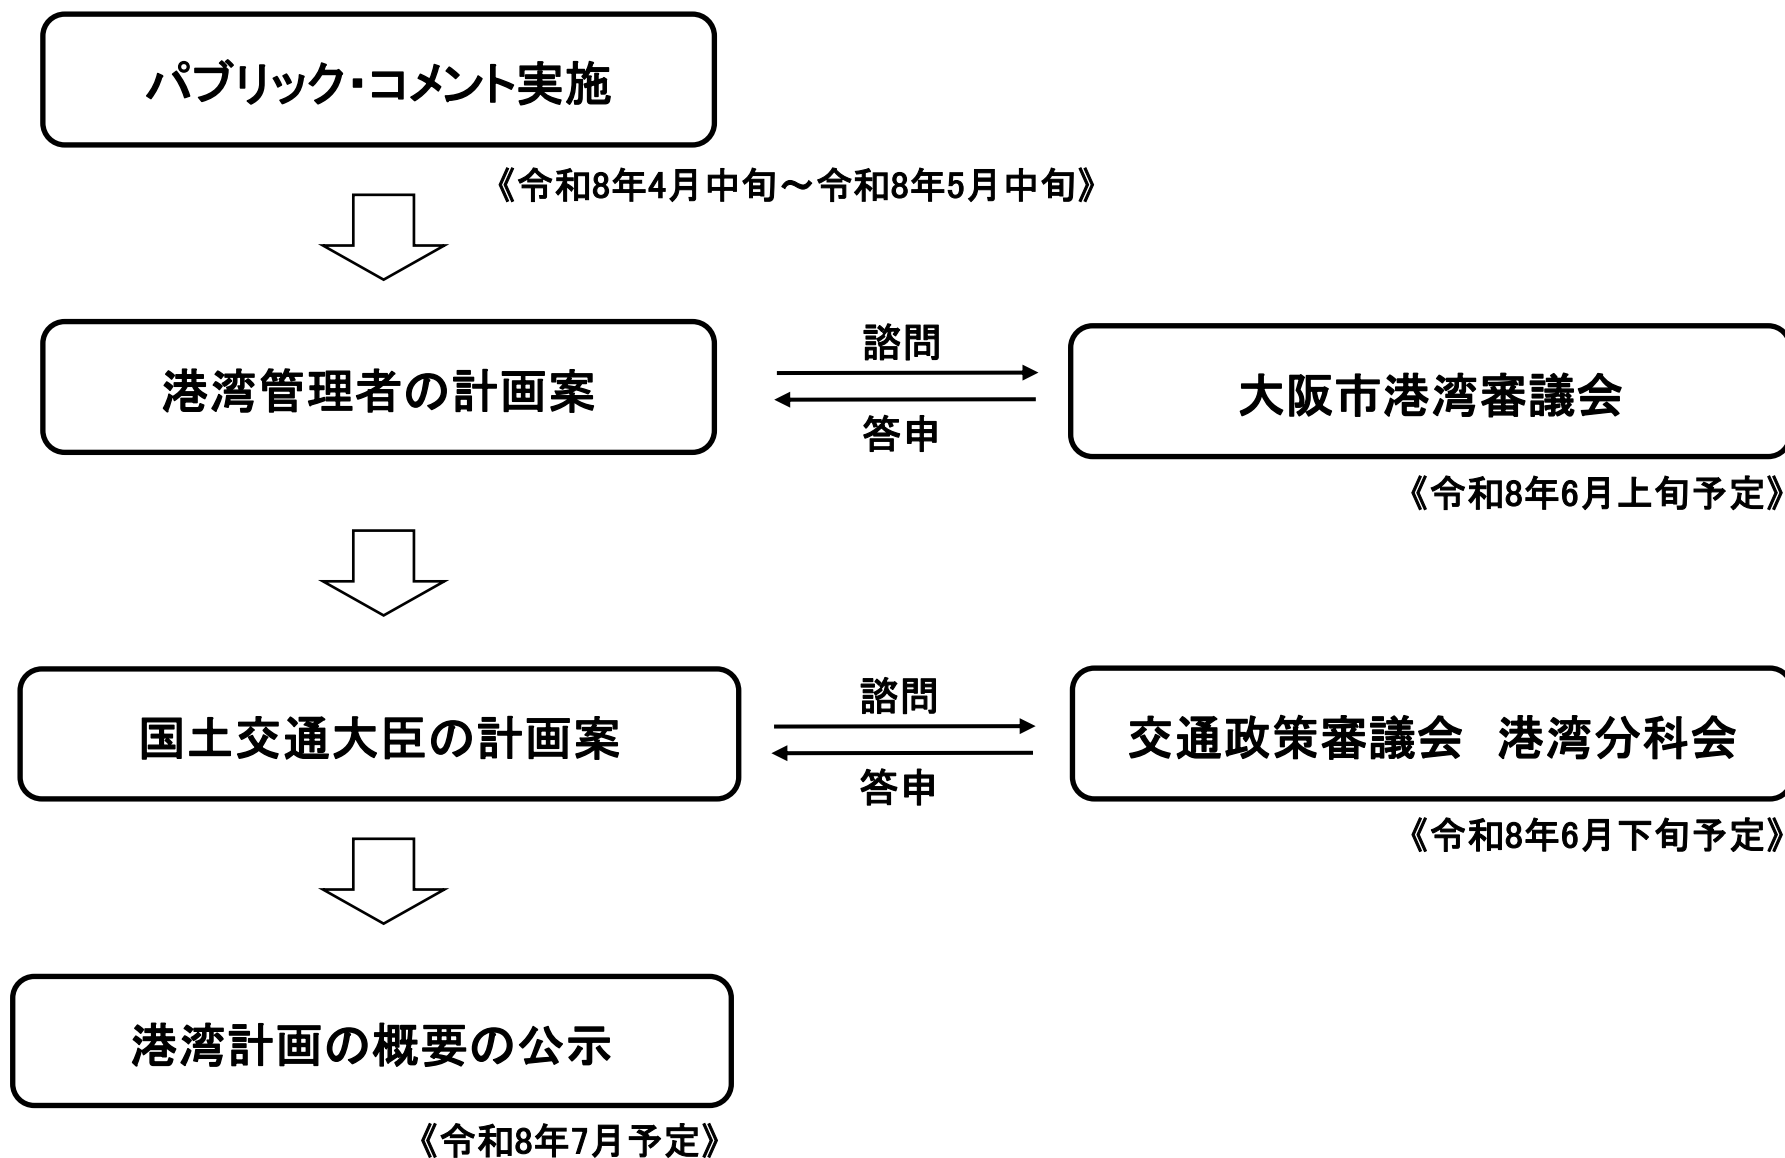 パブリック・コメント実施
《令和8年4月中旬～令和8年5月中旬》
港湾管理者の計画案
諮問
答申
大阪市港湾審議会
《令和8年6月上旬予定》
国土交通大臣の計画案
諮問
答申
交通政策審議会　港湾分科会
《令和8年6月下旬予定》
港湾計画の概要の公示
《令和8年7月予定》